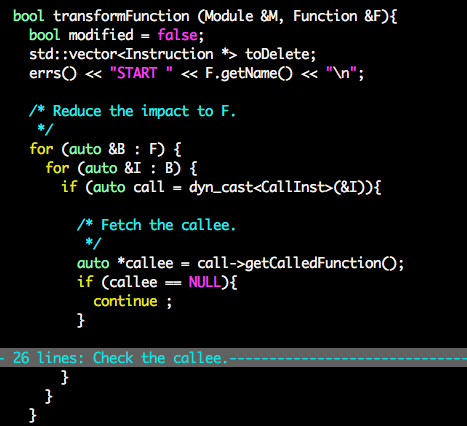 bool transformFunction (Module &M, Function &F){
bool modified = false;
std::vector<Instruction *> toDelete;
errs() << "START " << F.getName() << "\n";
/* Reduce the impact to F.
*/
for (auto &B : F) {
for (auto &I : B) {
if (auto call = dyn_cast<CallInst>(&I)){
/* Fetch the callee.
*/
auto *callee = call->getCalledFunction();
if (callee == NULL){
continue ;
}
- 26 lines: Check the callee.------------------------------
}
}
}